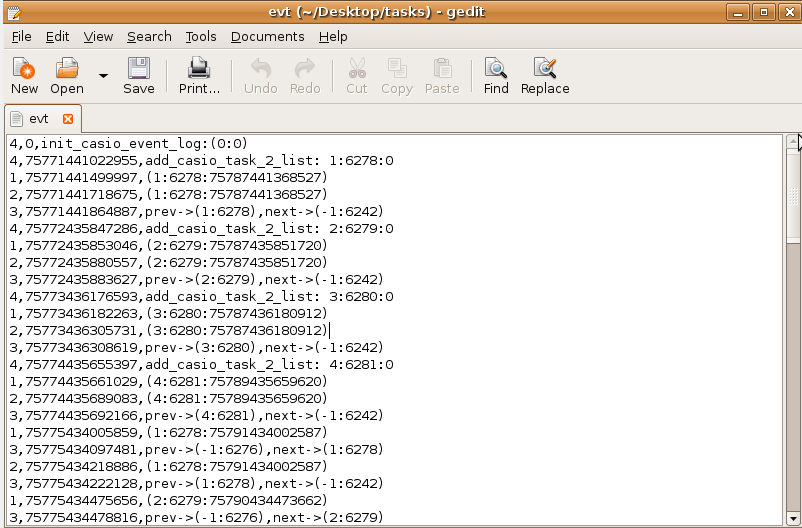 evt (~/Desktop/tasks) - gedit
File Edit View Search Tools Documents Help
New Open Save Print... Undo Redo Cut Copy Paste Find Replace
evt
4,0,init_casio_event_log:(0:0)
4,75771441022955,add_casio_task_2_list: 1:6278:0
1,75771441499997,(1:6278:75787441368527)
2,75771441718675,(1:6278:75787441368527)
3,75771441864887,prev->(1:6278),next->(-1:6242)
4,75772435847286,add_casio_task_2_list: 2:6279:0
1,75772435853046,(2:6279:75787435851720)
2,75772435880557,(2:6279:75787435851720)
3,75772435883627,prev->(2:6279),next->(-1:6242)
4,75773436176593,add_casio_task_2_list: 3:6280:0
1,75773436182263,(3:6280:75787436180912)
2,75773436305731,(3:6280:75787436180912)
3,75773436308619,prev->(3:6280),next->(-1:6242)
4,75774435655397,add_casio_task_2_list: 4:6281:0
1,75774435661029,(4:6281:75789435659620)
2,75774435689083,(4:6281:75789435659620)
3,75774435692166,prev->(4:6281),next->(-1:6242)
1,75775434005859,(1:6278:75791434002587)
3,75775434097481,prev->(-1:6276),next->(1:6278)
2,75775434218886,(1:6278:75791434002587)
3,75775434222128,prev->(1:6278),next->(-1:6242)
1,75775434475656,(2:6279:75790434473662)
3,75775434478816,prev->(-1:6276),next->(2:6279)